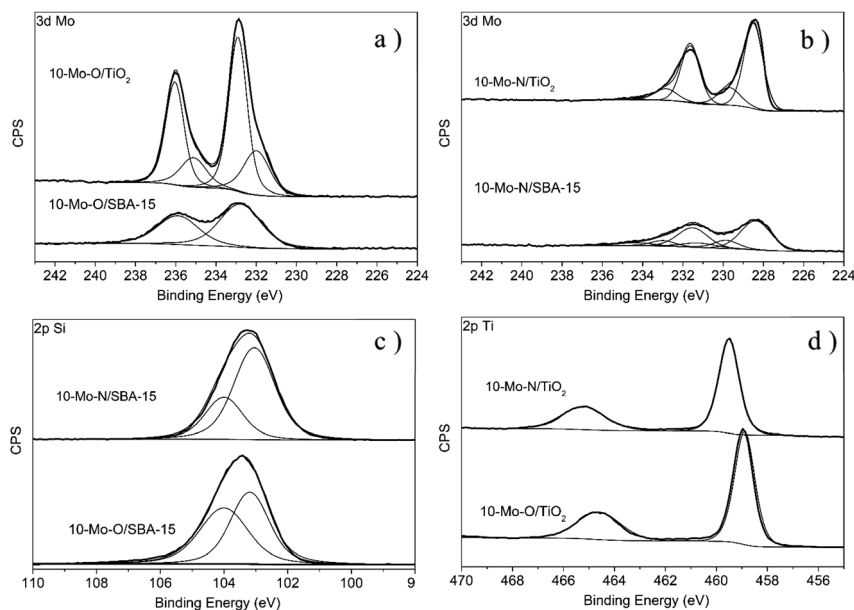 3d Mo
a )
10-Mo-O/TiO2
10-Mo-O/SBA-15
CPS
242 240 238 236 234 232 230 228 226 224
Binding Energy (eV)
3d Mo
b )
10-Mo-N/TiO2
10-Mo-N/SBA-15
CPS
242 240 238 236 234 232 230 228 226 224
Binding Energy (eV)
2p Si
c )
10-Mo-N/SBA-15
10-Mo-O/SBA-15
CPS
110 108 106 104 102 100 9
Binding Energy (eV)
2p Ti
d )
10-Mo-N/TiO2
10-Mo-O/TiO2
CPS
470 468 466 464 462 460 458 456
Binding Energy (eV)